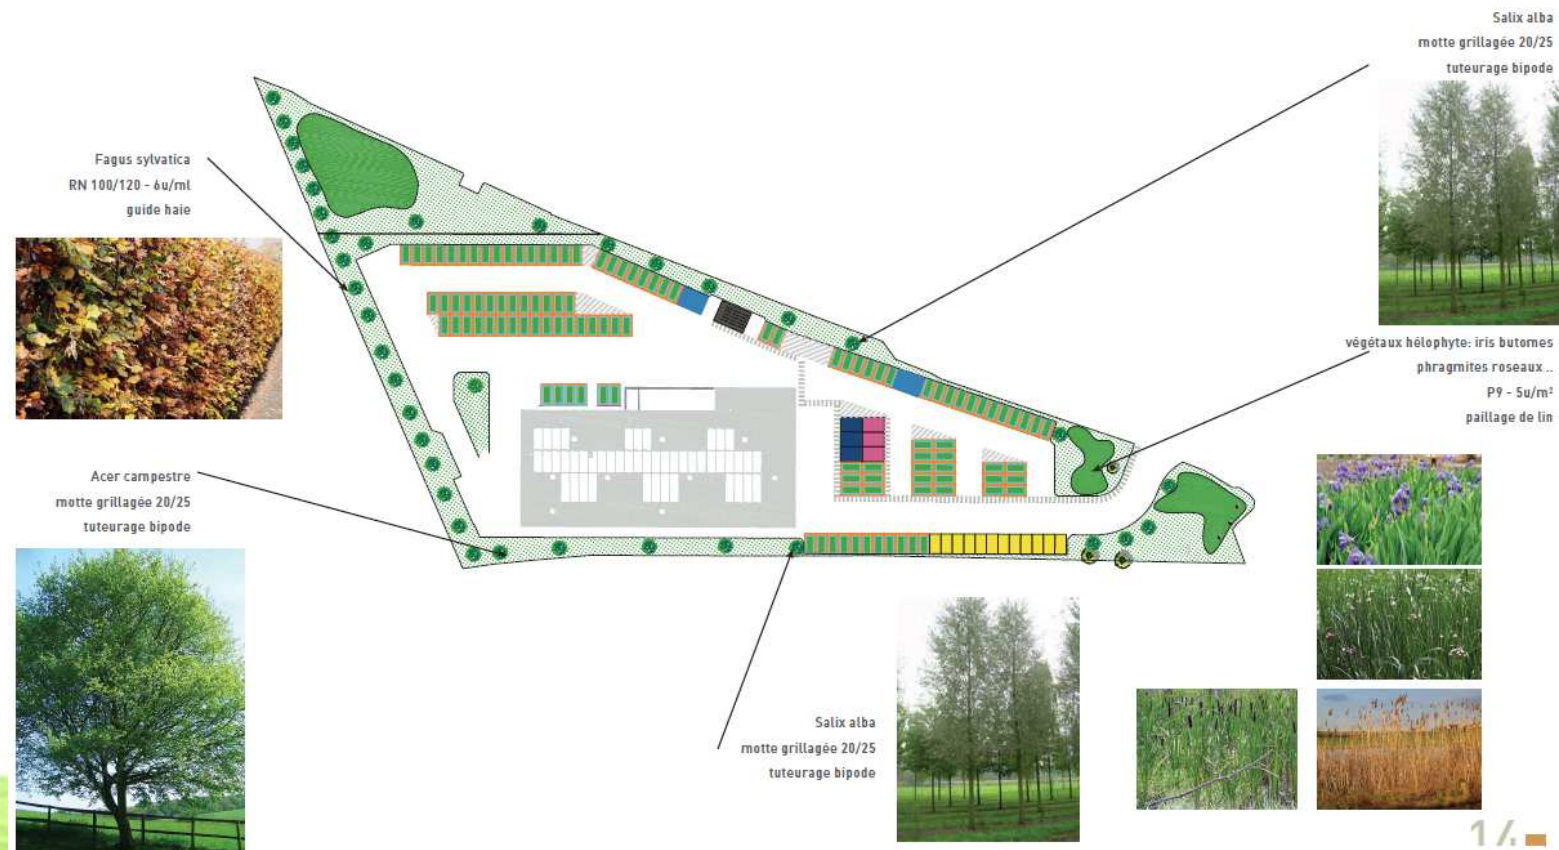 Salix alba
motte grillagée 20/25
tuteurage bipode
Fagus sylvatica
RN 100/120 - 6u/ml
guide haie
végétaux hélophyte: iris butomes
phragmites roseaux ..
P9 - 5u/m²
paillage de lin
Acer campestre
motte grillagée 20/25
tuteurage bipode
Salix alba
motte grillagée 20/25
tuteurage bipode